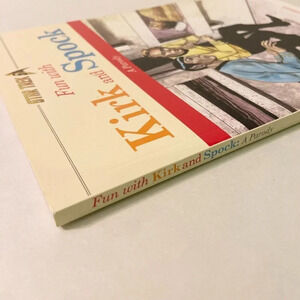 Fun with
Kirk
and Spock
A Parody
Fun with Kirk and Spock: A Parody